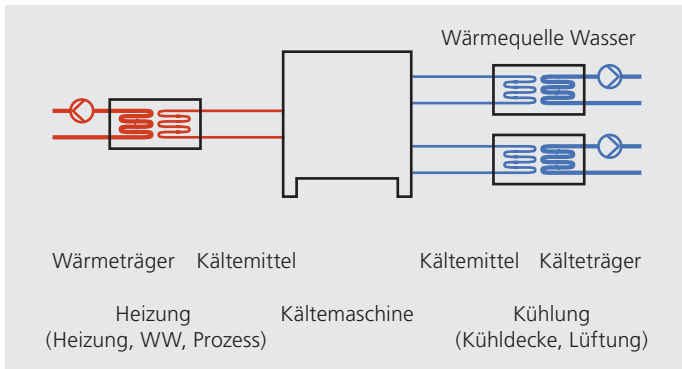 Wärmequelle Wasser
Wärmeträger Kältemittel Kältemittel Kälteträger
Heizung Kältemaschine Kühlung
(Heizung, WW, Prozess) (Kühldecke, Lüftung)